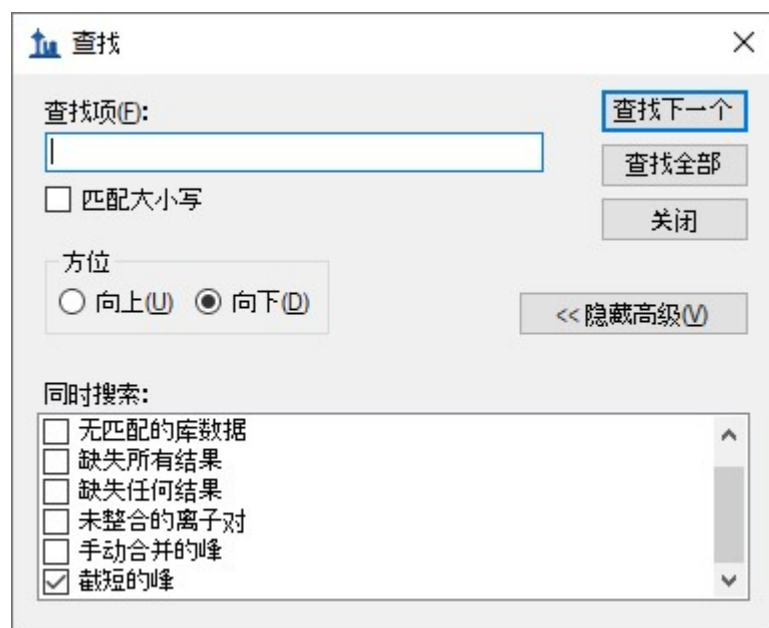 查找
查找项(F):
查找下一个
查找全部
匹配大小写
关闭
方位
向上(U) 向下(D)
<< 隐藏高级(V)
同时搜索:
无匹配的库数据
缺失所有结果
缺失任何结果
未整合的离子对
手动合并的峰
截短的峰